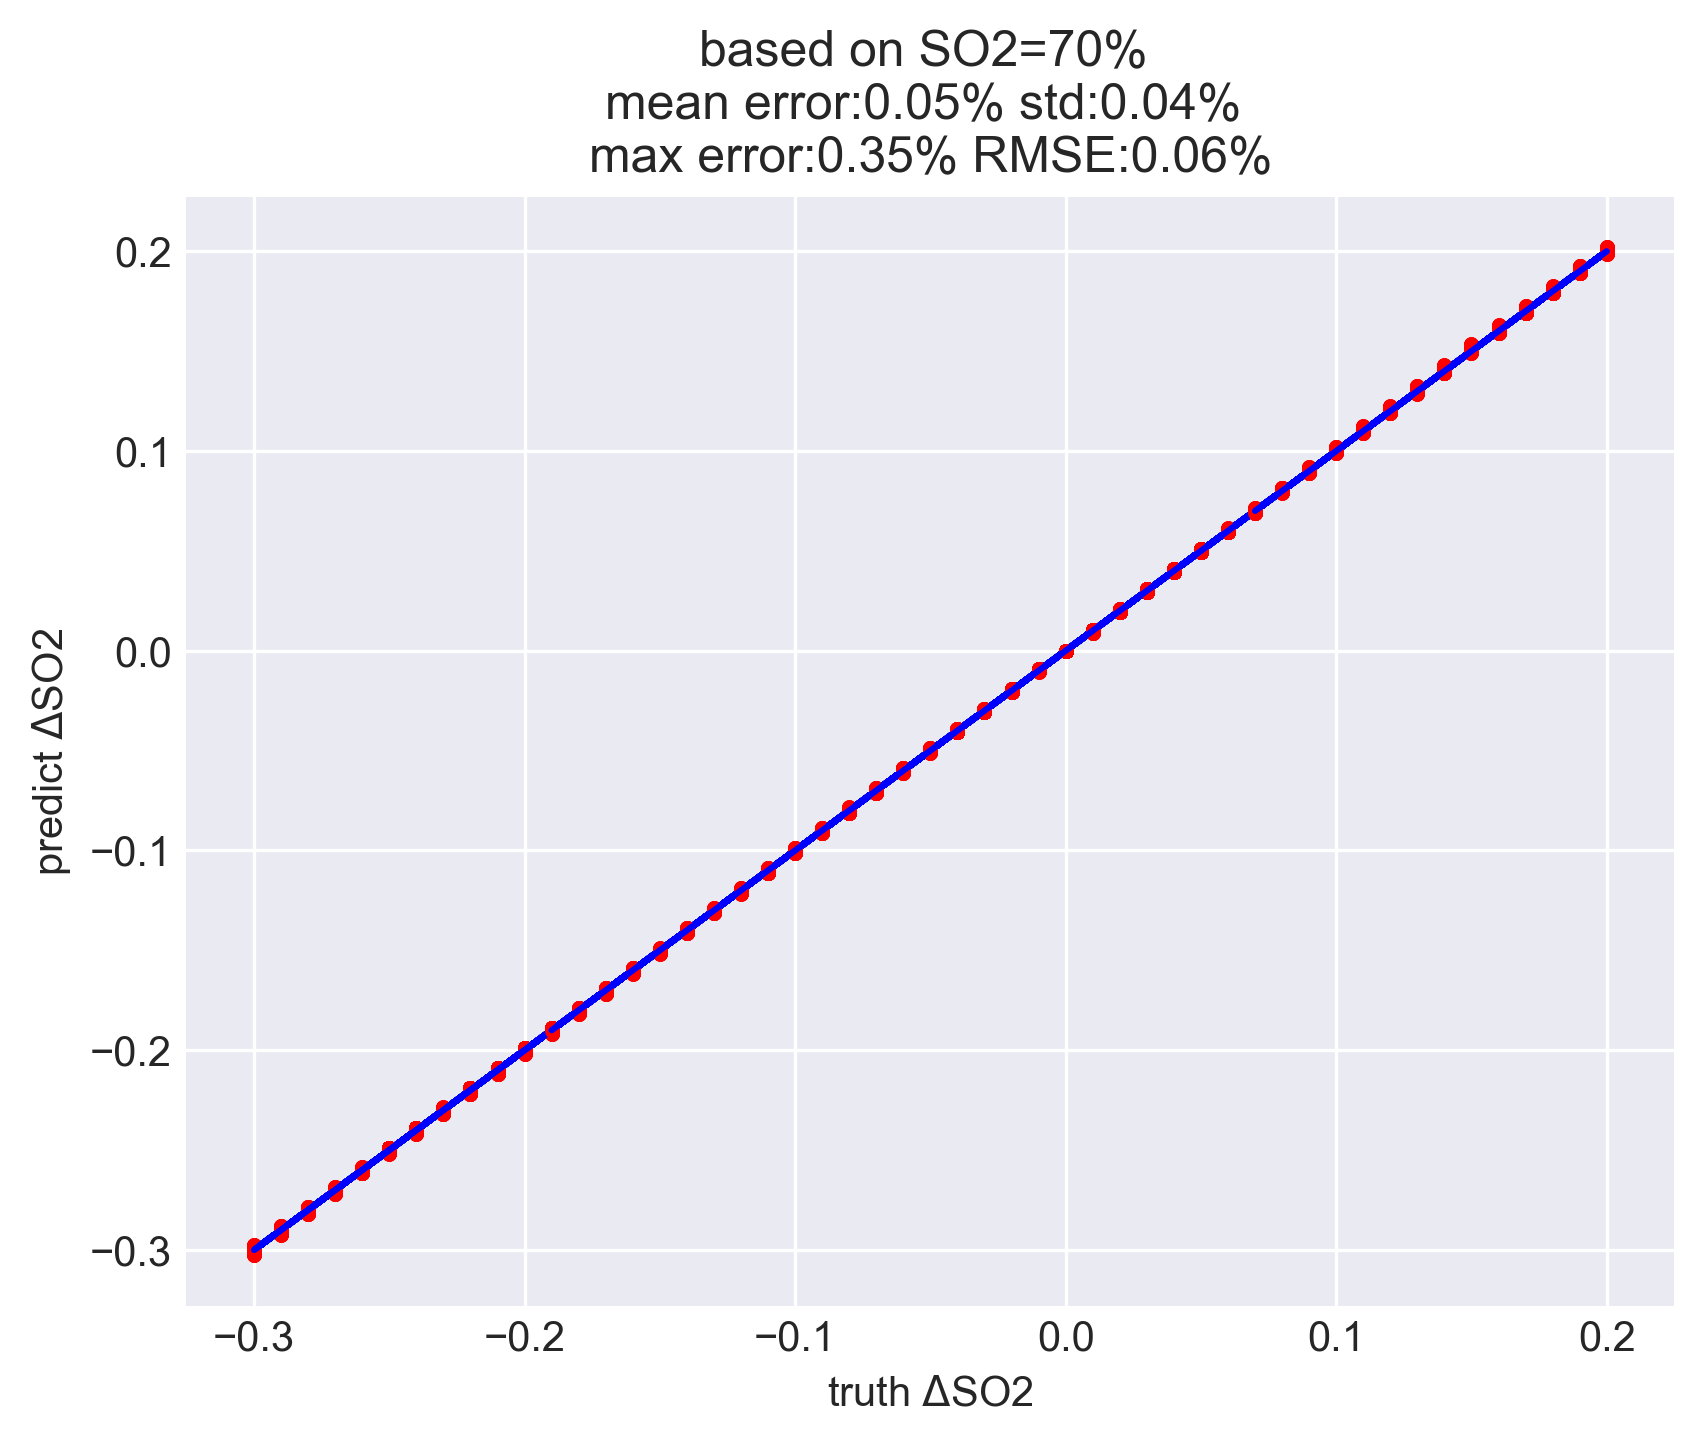 based on SO2=70%
mean error:0.05% std:0.04%
max error:0.35% RMSE:0.06%
0.2
0.1
0.0
−0.1
−0.2
−0.3
predict ΔSO2
−0.3 −0.2 −0.1 0.0 0.1 0.2
truth ΔSO2